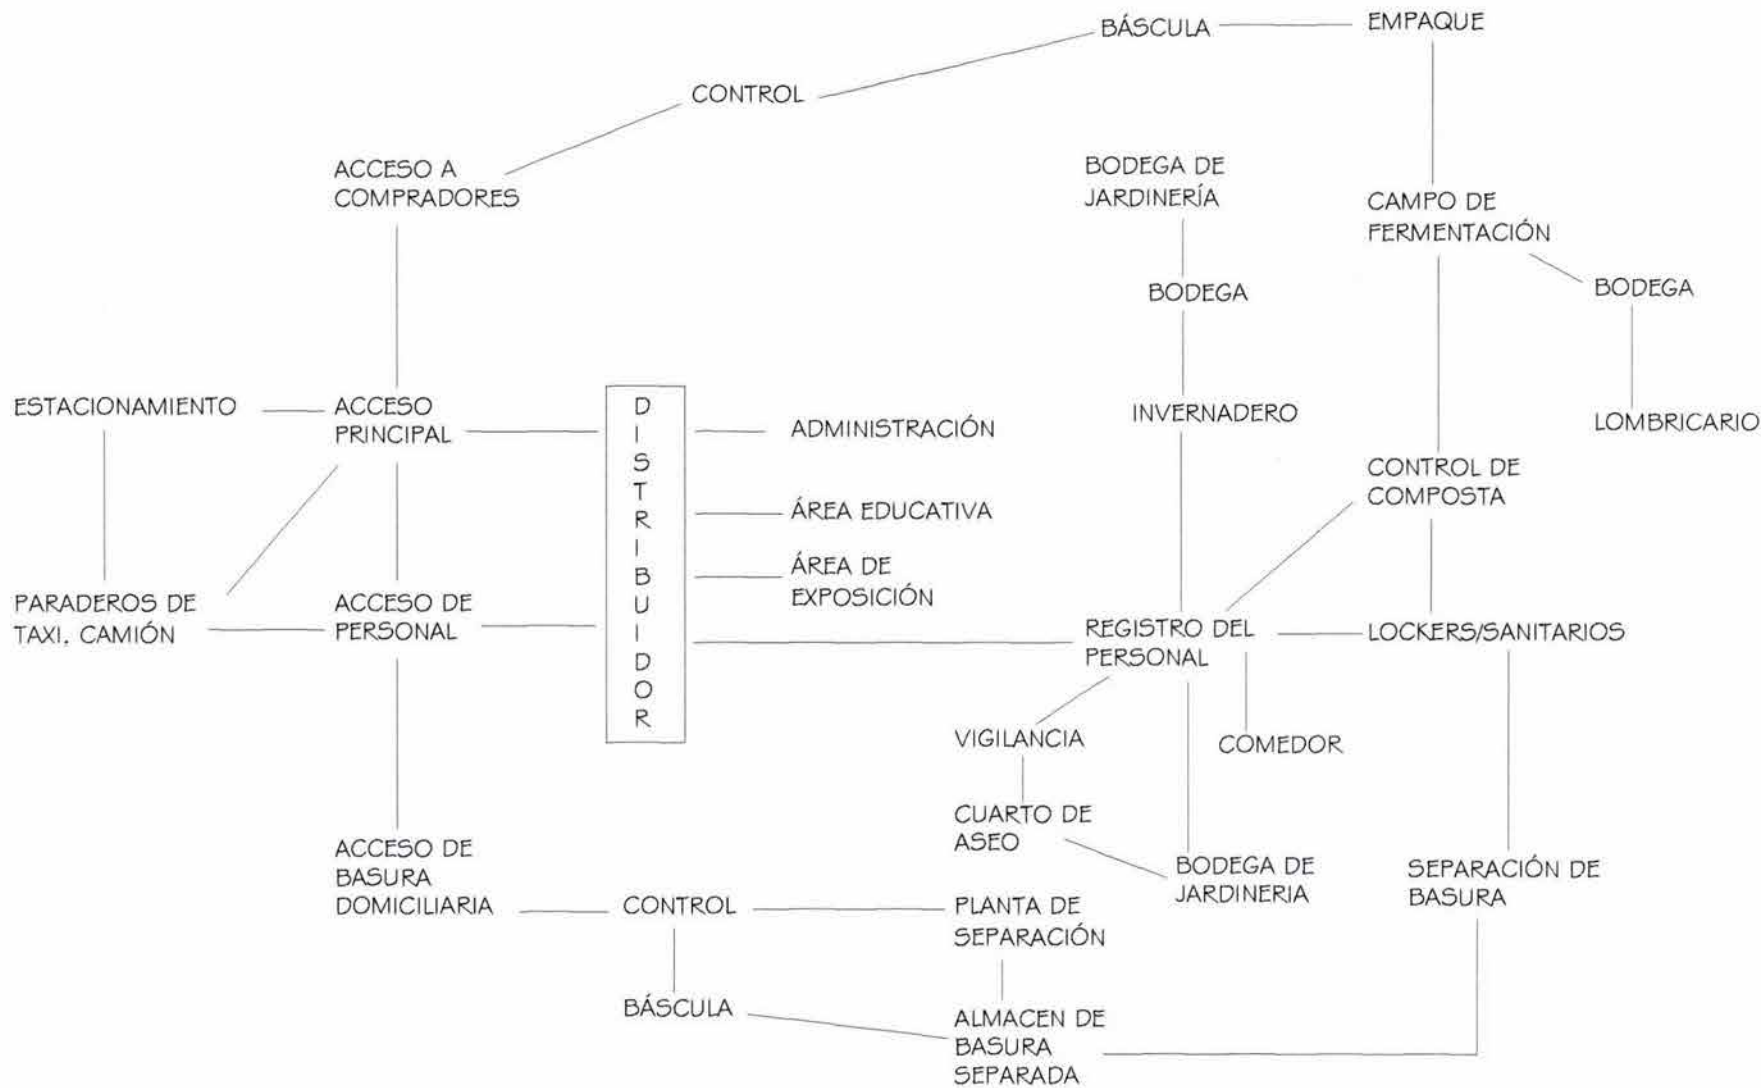 BÁSCULA
EMPAQUE
CONTROL
ACCESO A
COMPRADORES
BODEGA DE
JARDINERÍA
CAMPO DE
FERMENTACIÓN
BODEGA
BODEGA
ESTACIONAMIENTO
ACCESO
PRINCIPAL
DISTRIBUIDOR
ADMINISTRACIÓN
INVERNADERO
LOMBRICARIO
CONTROL DE
COMPOSTA
ÁREA EDUCATIVA
ÁREA DE
EXPOSICIÓN
PARADEROS DE
TAXI. CAMIÓN
ACCESO DE
PERSONAL
REGISTRO DEL
PERSONAL
LOCKERS/SANITARIOS
VIGILANCIA
COMEDOR
CUARTO DE
ASEO
ACCESO DE
BASURA
DOMICILIARIA
BODEGA DE
JARDINERIA
SEPARACIÓN DE
BASURA
CONTROL
PLANTA DE
SEPARACIÓN
BÁSCULA
ALMACEN DE
BASURA
SEPARADA